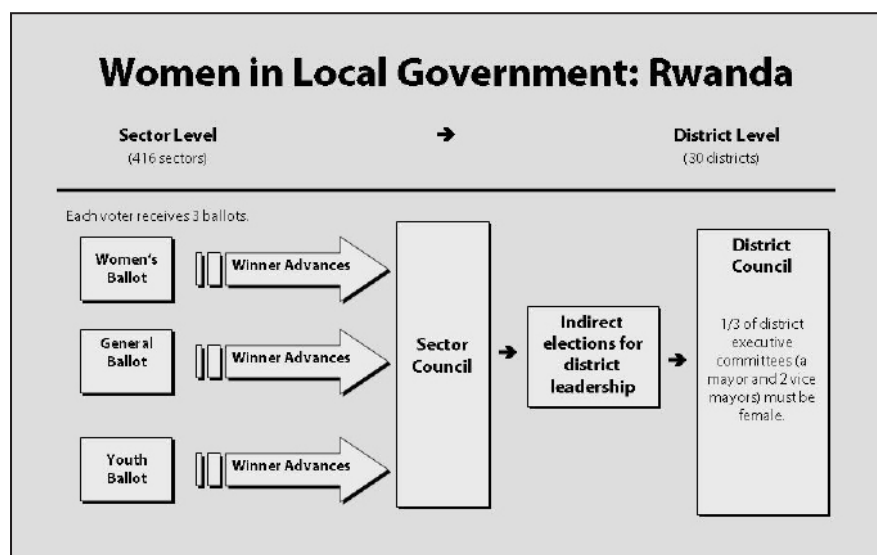 Women in Local Government: Rwanda
Sector Level
(416 sectors)
➔
District Level
(30 districts)
Each voter receives 3 ballots.
Women's
Ballot
Winner Advances
General
Ballot
Winner Advances
Youth
Ballot
Winner Advances
Sector
Council
➔
Indirect
elections for
district
leadership
➔
District
Council
1/3 of district
executive
committees (a
mayor and 2 vice
mayors) must be
female.